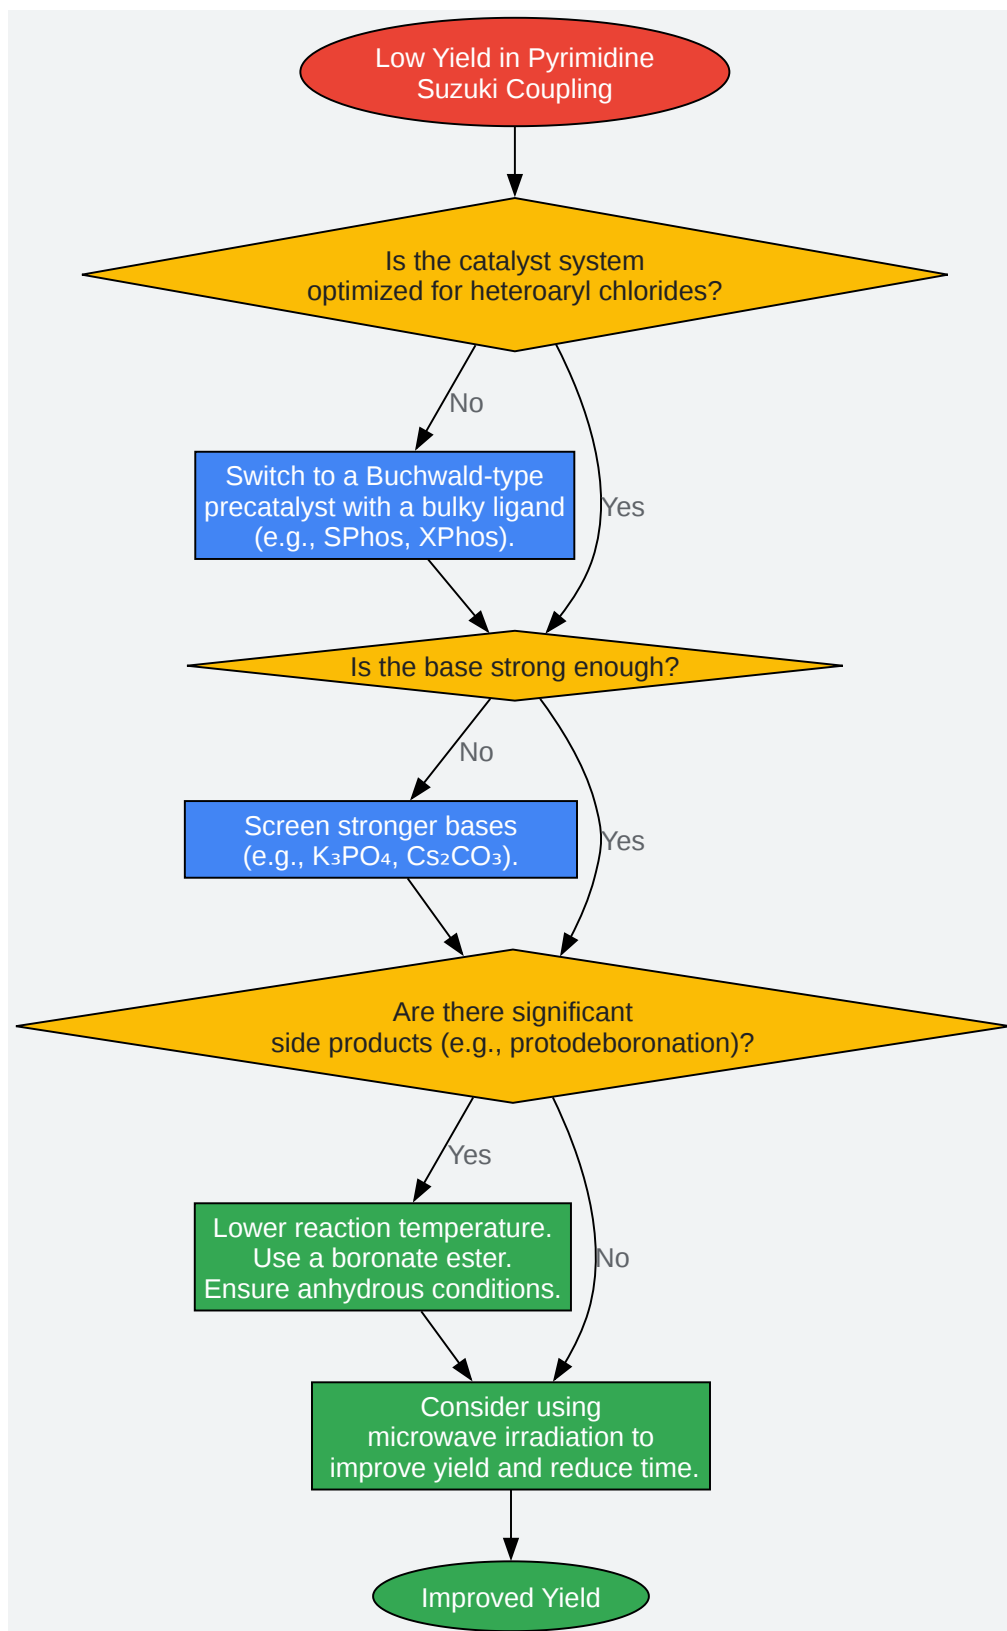 Low Yield in Pyrimidine
Suzuki Coupling
Is the catalyst system
optimized for heteroaryl chlorides?
No
Switch to a Buchwald-type
precatalyst with a bulky ligand
(e.g., SPhos, XPhos).
Yes
Is the base strong enough?
No
Screen stronger bases
(e.g., K₃PO₄, Cs₂CO₃).
Yes
Are there significant
side products (e.g., protodeboronation)?
Yes
Lower reaction temperature.
Use a boronate ester.
Ensure anhydrous conditions.
No
Consider using
microwave irradiation to
improve yield and reduce time.
Improved Yield